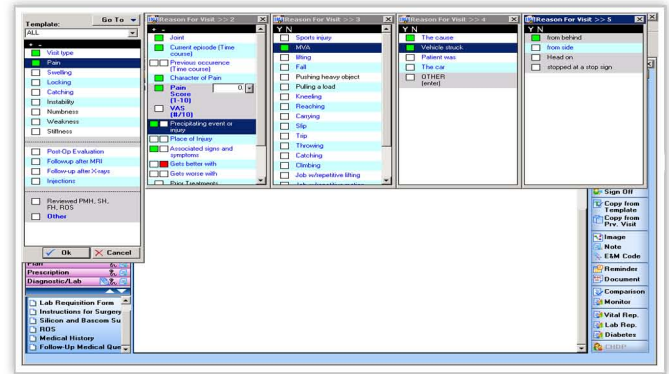 Template:
Go To
ALL
+ -
Visit type
Pain
Swelling
Locking
Catching
Instability
Numbness
Weakness
Stiffness
Post-Op Evaluation
Followup after MRI
Follow-up after X-rays
Injections
Reviewed PMH, SH,
FH, ROS
Other
Ok
Cancel
Reason For Visit >> 2
+ -
Joint
Current episode (Time
course)
Previous occurence
(Time course)
Character of Pain
Pain
Score
(1-10)
0.
VAS
(#/10)
Precipitating event or
injury
Place of Injury
Associated signs and
symptoms
Gets better with
Gets worse with
Prior Treatments
Reason For Visit >> 3
Y N
Sports injury
MVA
lifting
Fall
Pushing heavy object
Pulling a load
Kneeling
Reaching
Carrying
Slip
Trip
Throwing
Catching
Climbing
Job w/repetitive lifting
Job w/repetitive motion
Reason For Visit >> 4
Y N
The cause
Vehicle struck
Patient was
The car
OTHER
(enter)
Reason For Visit >> 5
Y N
from behind
from side
Head on
stopped at a stop sign
Plan
Prescription
Diagnostic/Lab
Lab Requisition Form
Instructions for Surgery
Silicon and Bascom Su
ROS
Medical History
Follow-Up Medical Que
Sign Off
Copy from
Template
Copy from
Prv. Visit
Image
Note
E&M Code
Reminder
Document
Comparison
Monitor
Vital Rep.
Lab Rep.
Diabetes
CHDP